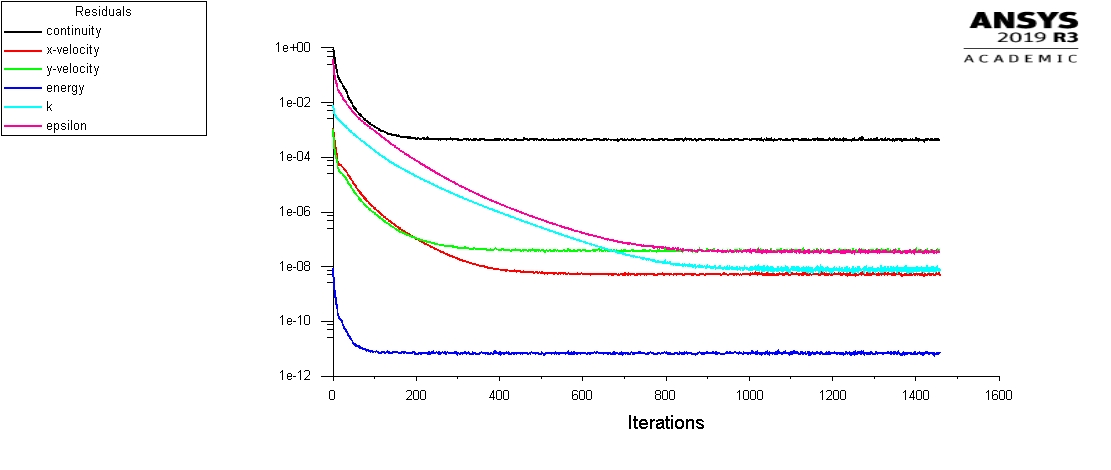 Residuals
continuity
x-velocity
y-velocity
energy
k
epsilon
ANSYS
2019 R3
ACADEMIC
1e+00
1e-02
1e-04
1e-06
1e-08
1e-10
1e-12
0 200 400 600 800 1000 1200 1400 1600
Iterations